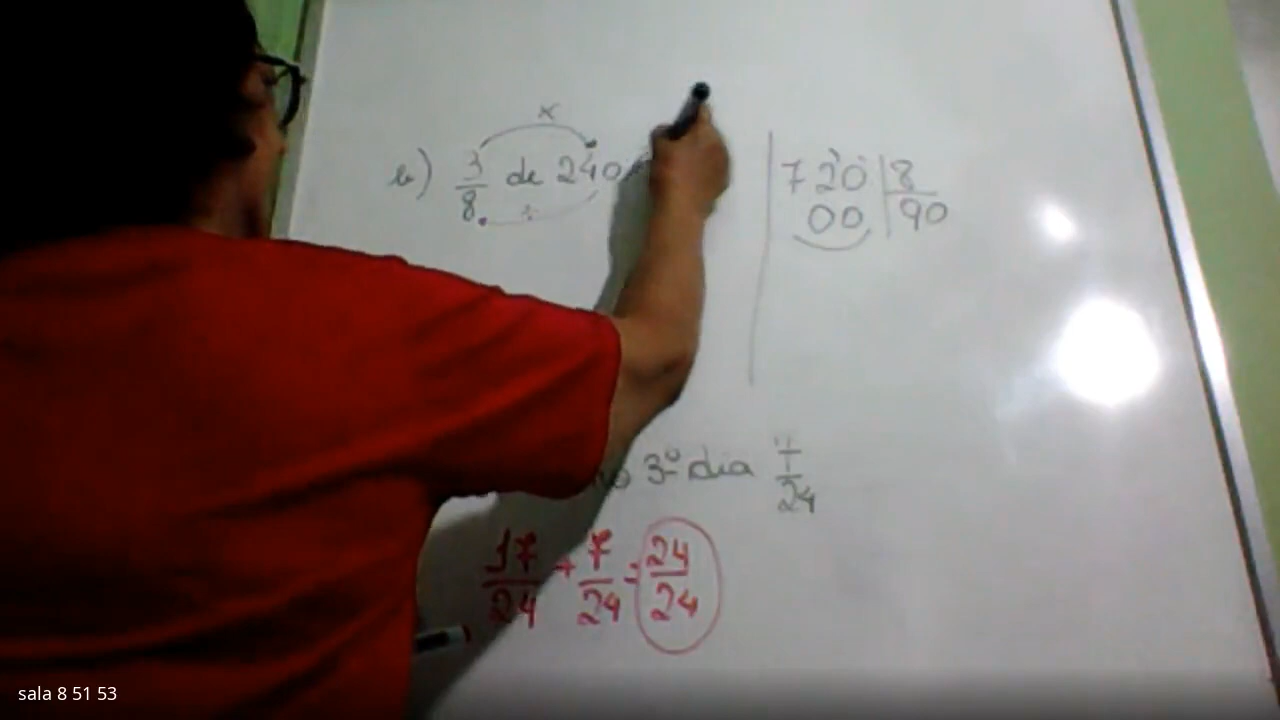 x
b) 3/8 de 240
÷
720 | 8
00 | 90
3º dia 7/24
17/24 + 7/24 = 24/24
sala 8 51 53